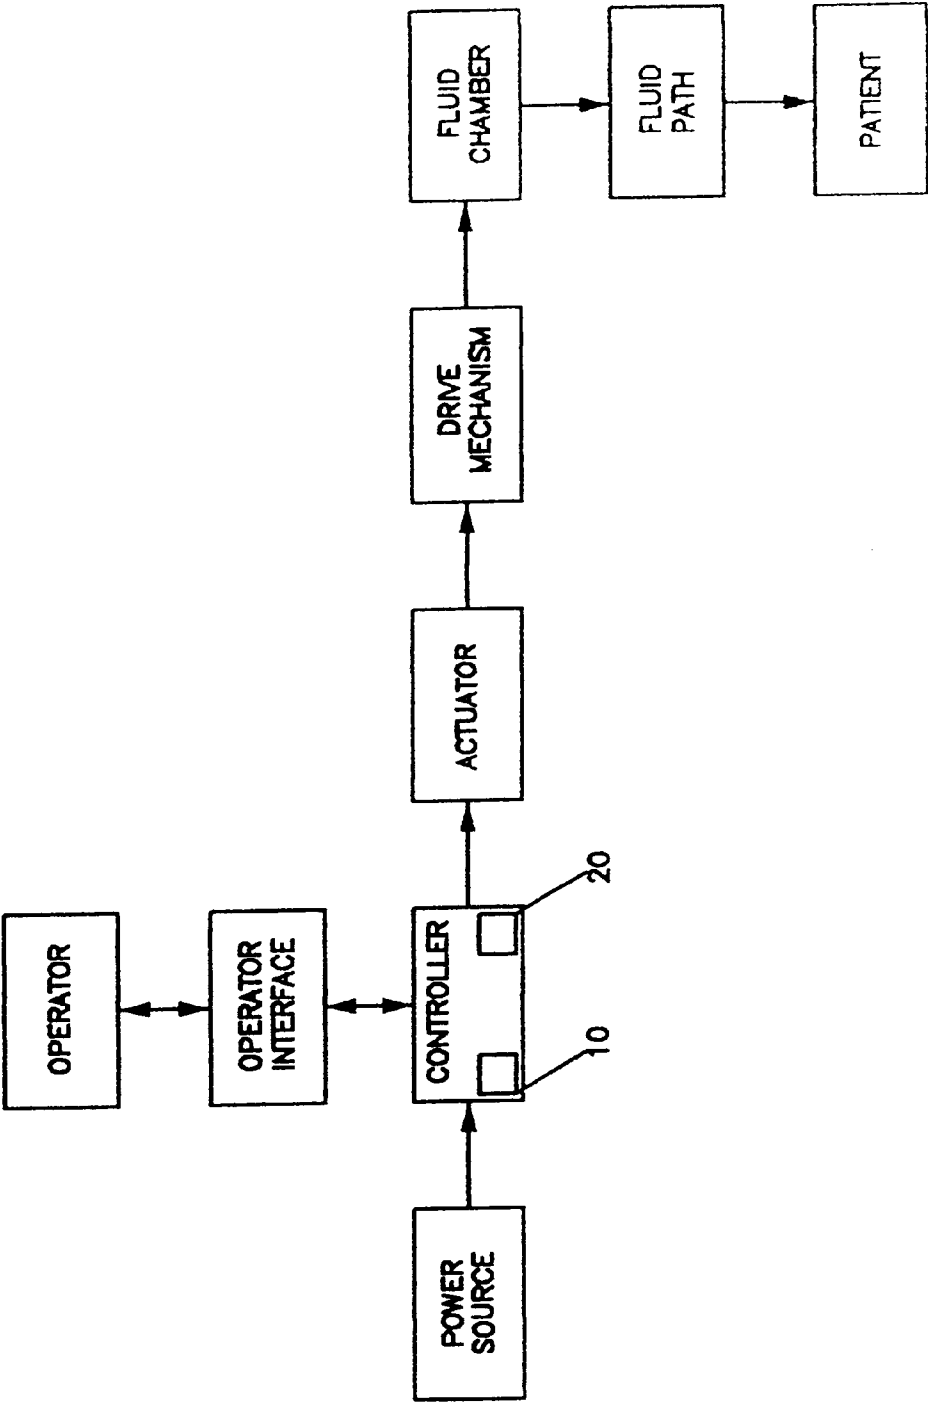 OPERATOR
OPERATOR
INTERFACE
POWER
SOURCE
CONTROLLER
10
20
ACTUATOR
DRIVE
MECHANISM
FLUID
CHAMBER
FLUID
PATH
PATIENT